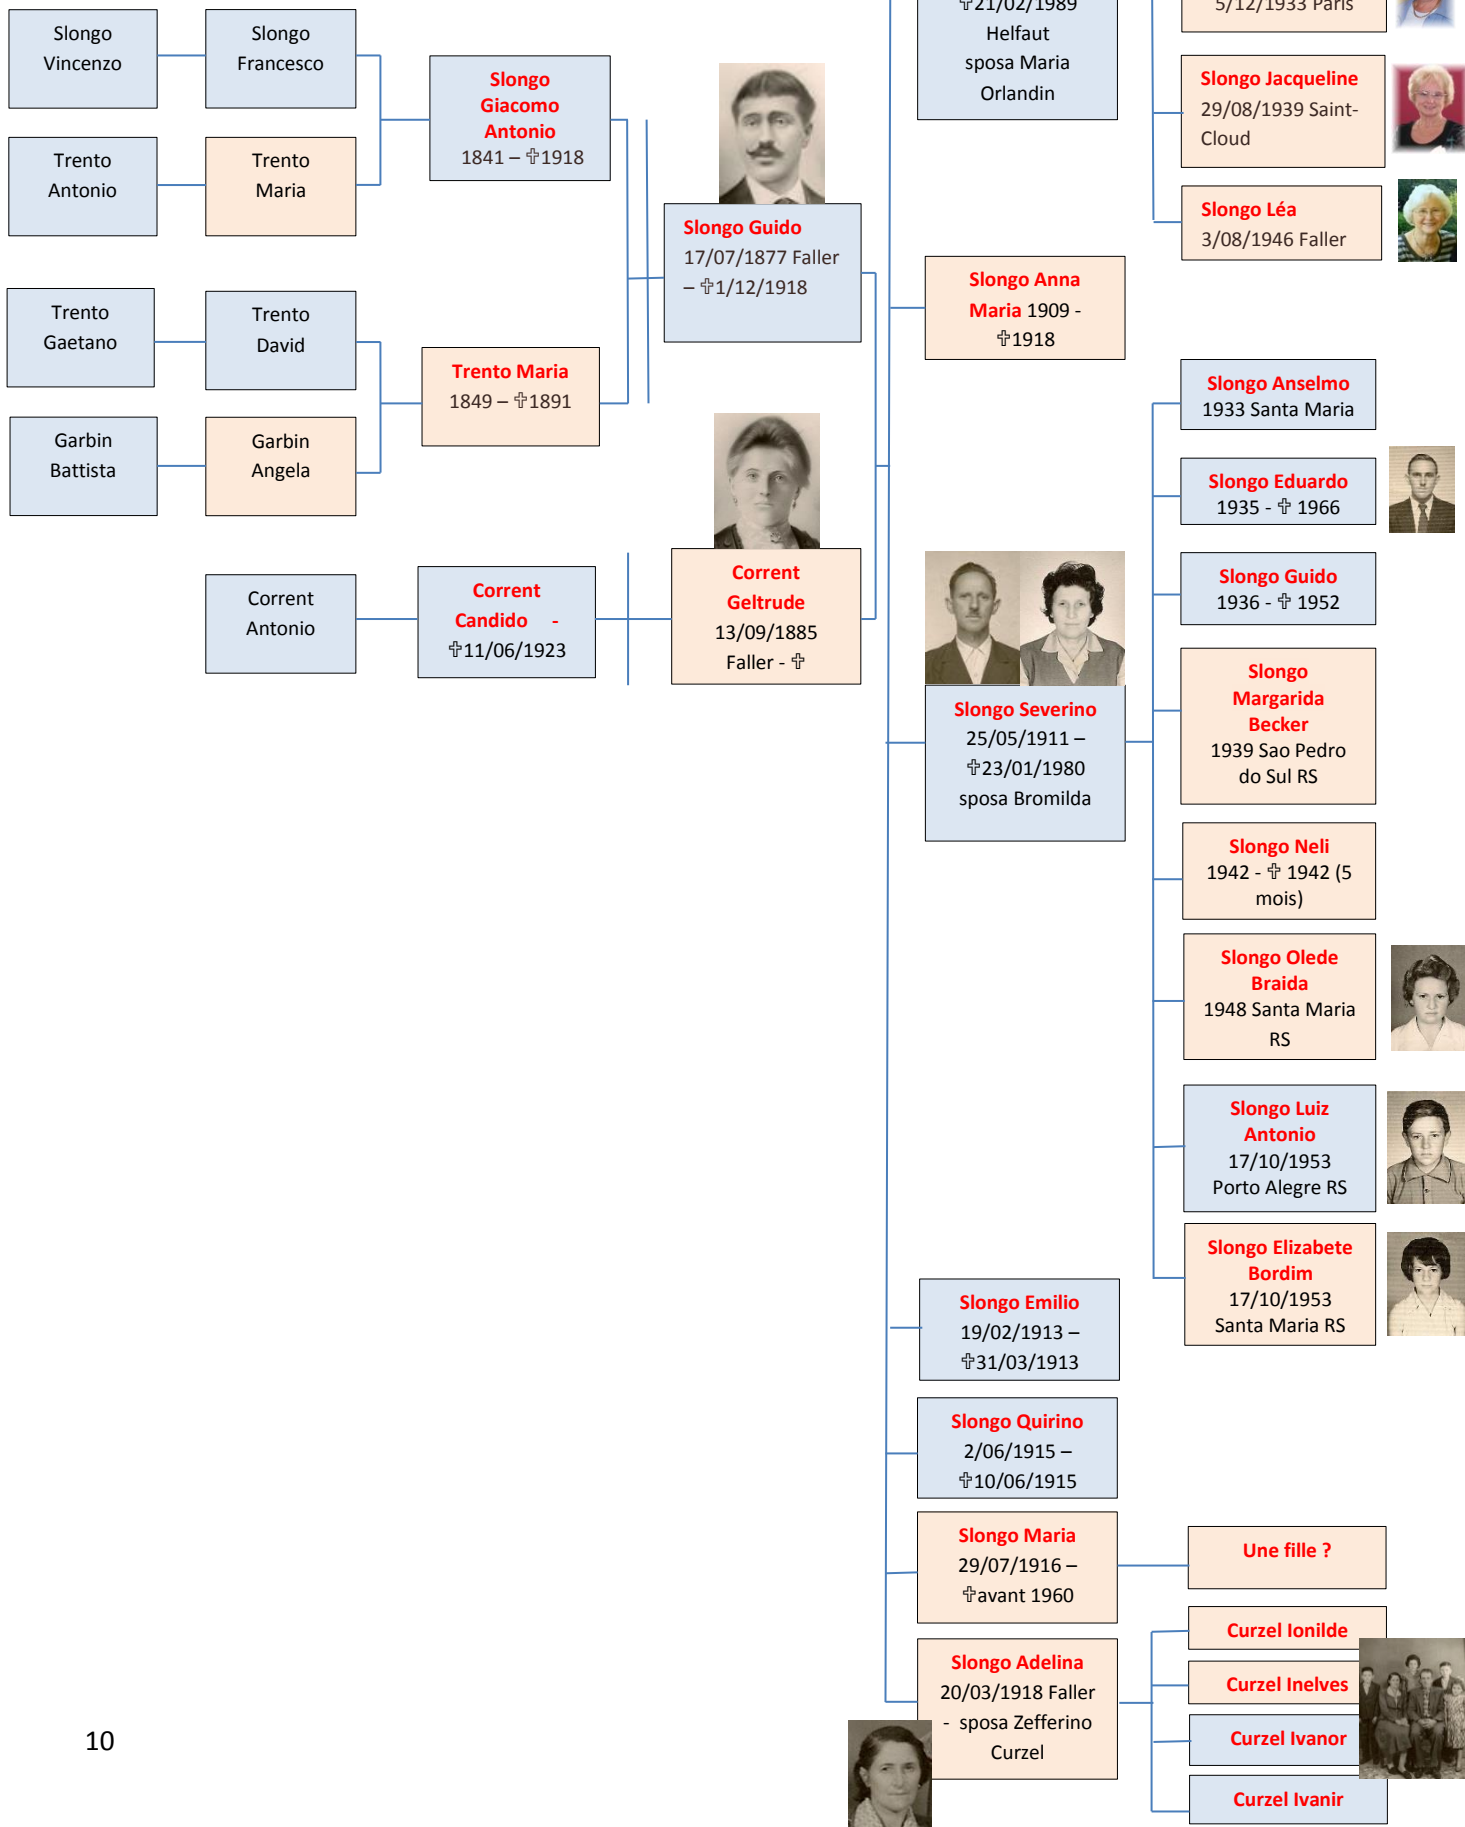 Slongo
Vincenzo
Slongo
Francesco
Trento
Antonio
Trento
Maria
Trento
Gaetano
Trento
David
Garbin
Battista
Garbin
Angela
Corrent
Antonio
Slongo
Giacomo
Antonio
1841 – ✞1918
Trento Maria
1849 – ✞1891
Corrent
Candido -
✞11/06/1923
Slongo Guido
17/07/1877 Faller
– ✞1/12/1918
Corrent
Geltrude
13/09/1885
Faller - ✞
✞21/02/1989
Helfaut
sposa Maria
Orlandin
5/12/1933 Paris
Slongo Jacqueline
29/08/1939 Saint-
Cloud
Slongo Léa
3/08/1946 Faller
Slongo Anna
Maria 1909 -
✞1918
Slongo Severino
25/05/1911 –
✞23/01/1980
sposa Bromilda
Slongo Anselmo
1933 Santa Maria
Slongo Eduardo
1935 - ✞ 1966
Slongo Guido
1936 - ✞ 1952
Slongo
Margarida
Becker
1939 Sao Pedro
do Sul RS
Slongo Neli
1942 - ✞ 1942 (5
mois)
Slongo Olede
Braida
1948 Santa Maria
RS
Slongo Luiz
Antonio
17/10/1953
Porto Alegre RS
Slongo Elizabete
Bordim
17/10/1953
Santa Maria RS
Slongo Emilio
19/02/1913 –
✞31/03/1913
Slongo Quirino
2/06/1915 –
✞10/06/1915
Slongo Maria
29/07/1916 –
✞avant 1960
Une fille ?
Slongo Adelina
20/03/1918 Faller
- sposa Zefferino
Curzel
Curzel Ionilde
Curzel Inelves
Curzel Ivanor
Curzel Ivanir
10